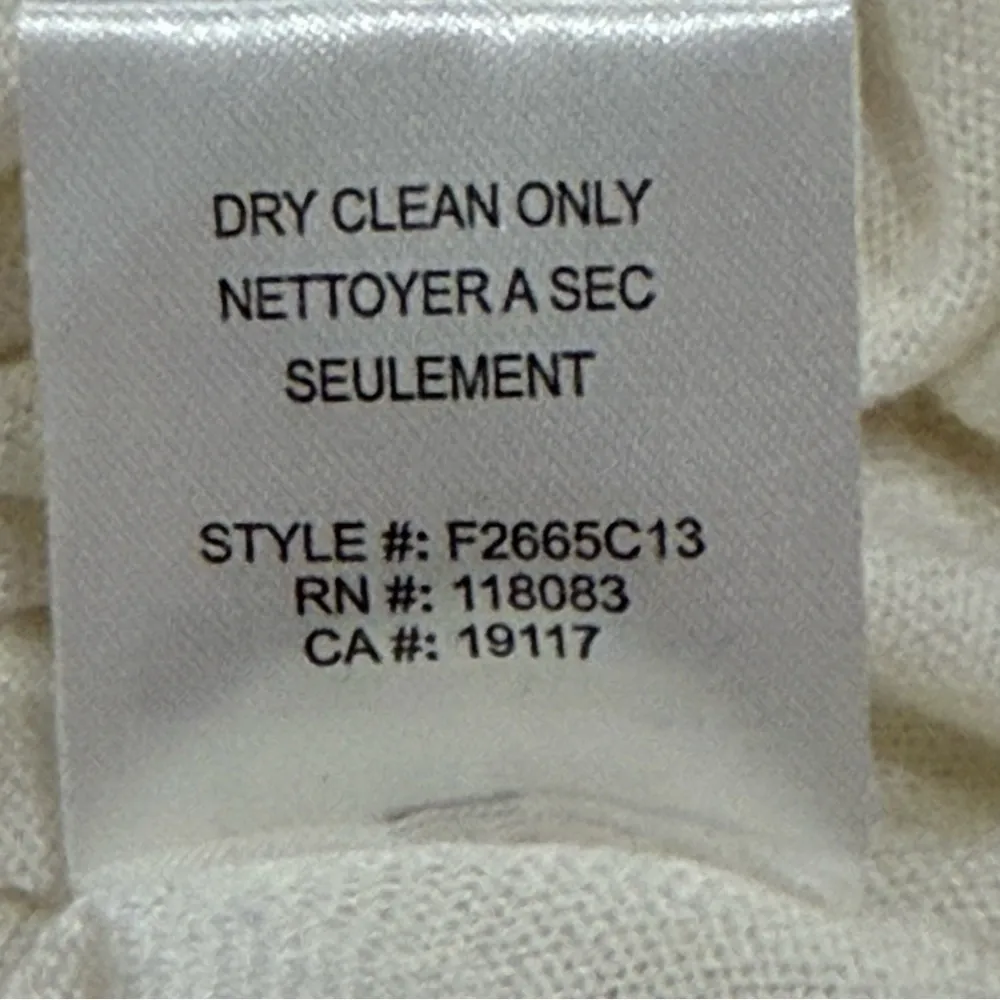 DRY CLEAN ONLY
NETTOYER A SEC
SEULEMENT
STYLE #: F2665C13
RN #: 118083
CA #: 19117